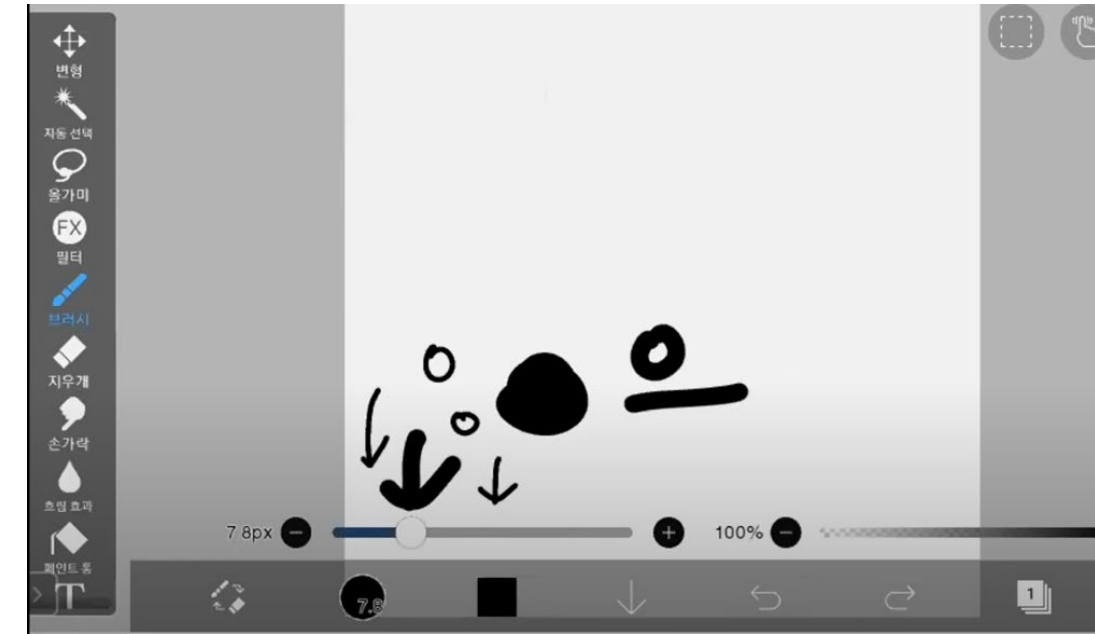 변형
자동 선택
올가미
FX
필터
브러시
지우개
손가락
흐림 효과
페인트 통
T
7.8px
100%
7.8
1